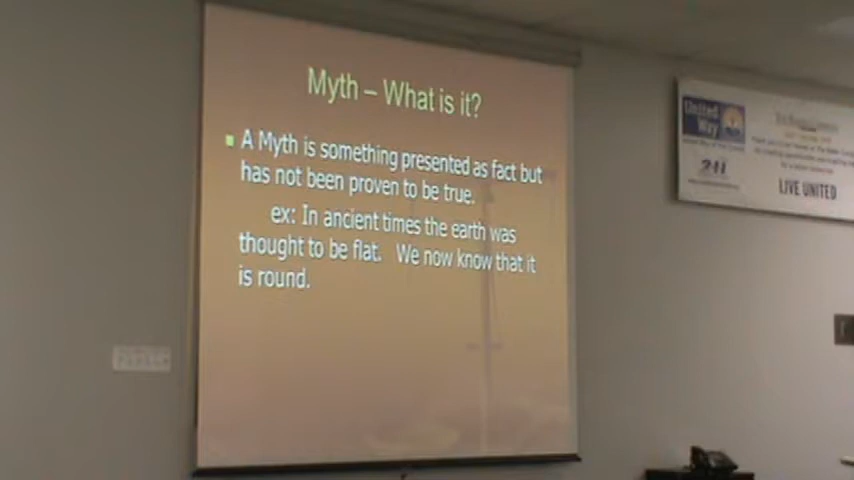 Myth – What is it?
A Myth is something presented as fact but
has not been proven to be true.
ex: In ancient times the earth was
thought to be flat. We now know that it
is round.
United
Way
211
LIVE UNITED